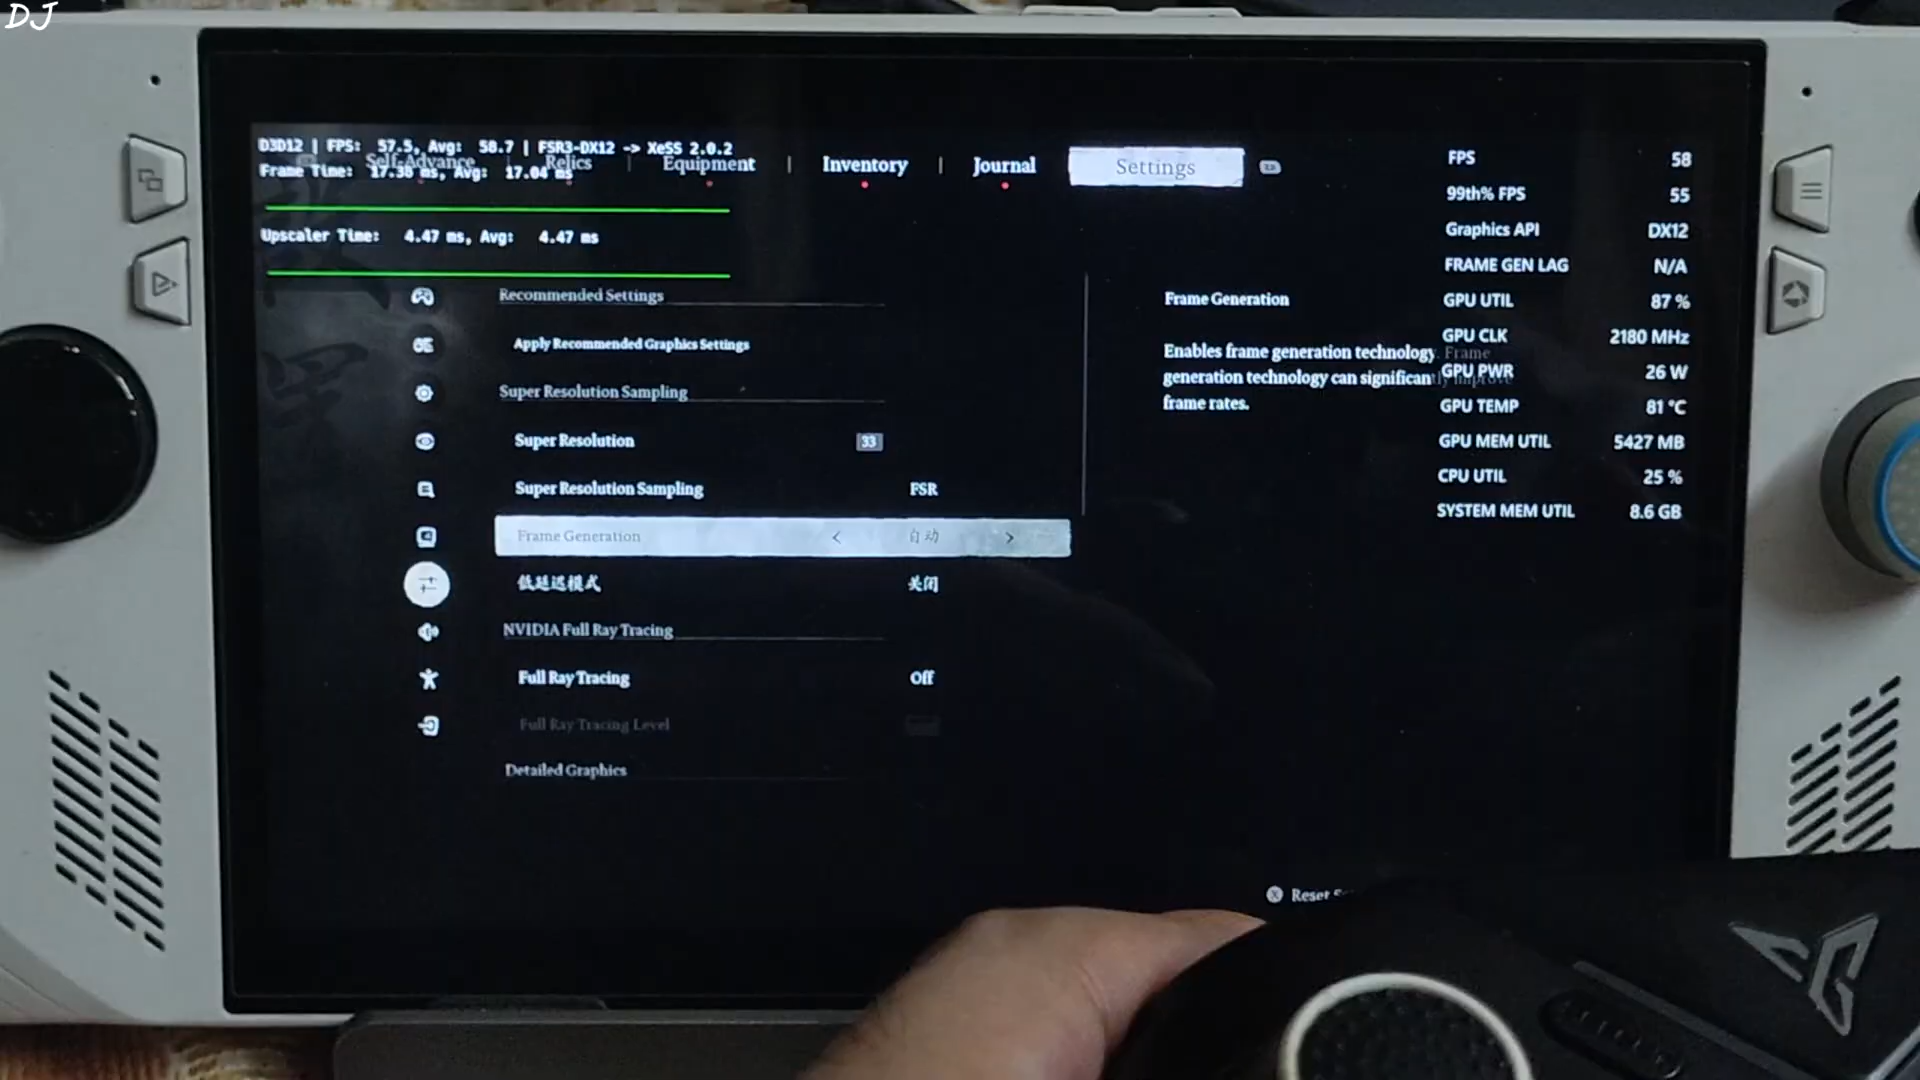 DJ
D3D12 | FPS: 57.5, Avg: 58.7 | FSR3-DX12 -> XeSS 2.0.2
Self-Advance | Relics | Equipment | Inventory | Journal Settings
Frame Time: 17.38 ms, Avg: 17.04 ms
Upscaler Time: 4.47 ms, Avg: 4.47 ms
Recommended Settings
Apply Recommended Graphics Settings
Super Resolution Sampling
Super Resolution 33
Super Resolution Sampling FSR
Frame Generation < 自动 >
低延迟模式 关闭
NVIDIA Full Ray Tracing
Full Ray Tracing Off
Full Ray Tracing Level
Detailed Graphics
Frame Generation
Enables frame generation technology. Frame
generation technology can significantly improve
frame rates.
FPS 58
99th% FPS 55
Graphics API DX12
FRAME GEN LAG N/A
GPU UTIL 87 %
GPU CLK 2180 MHz
GPU PWR 26 W
GPU TEMP 81 °C
GPU MEM UTIL 5427 MB
CPU UTIL 25 %
SYSTEM MEM UTIL 8.6 GB
Reset